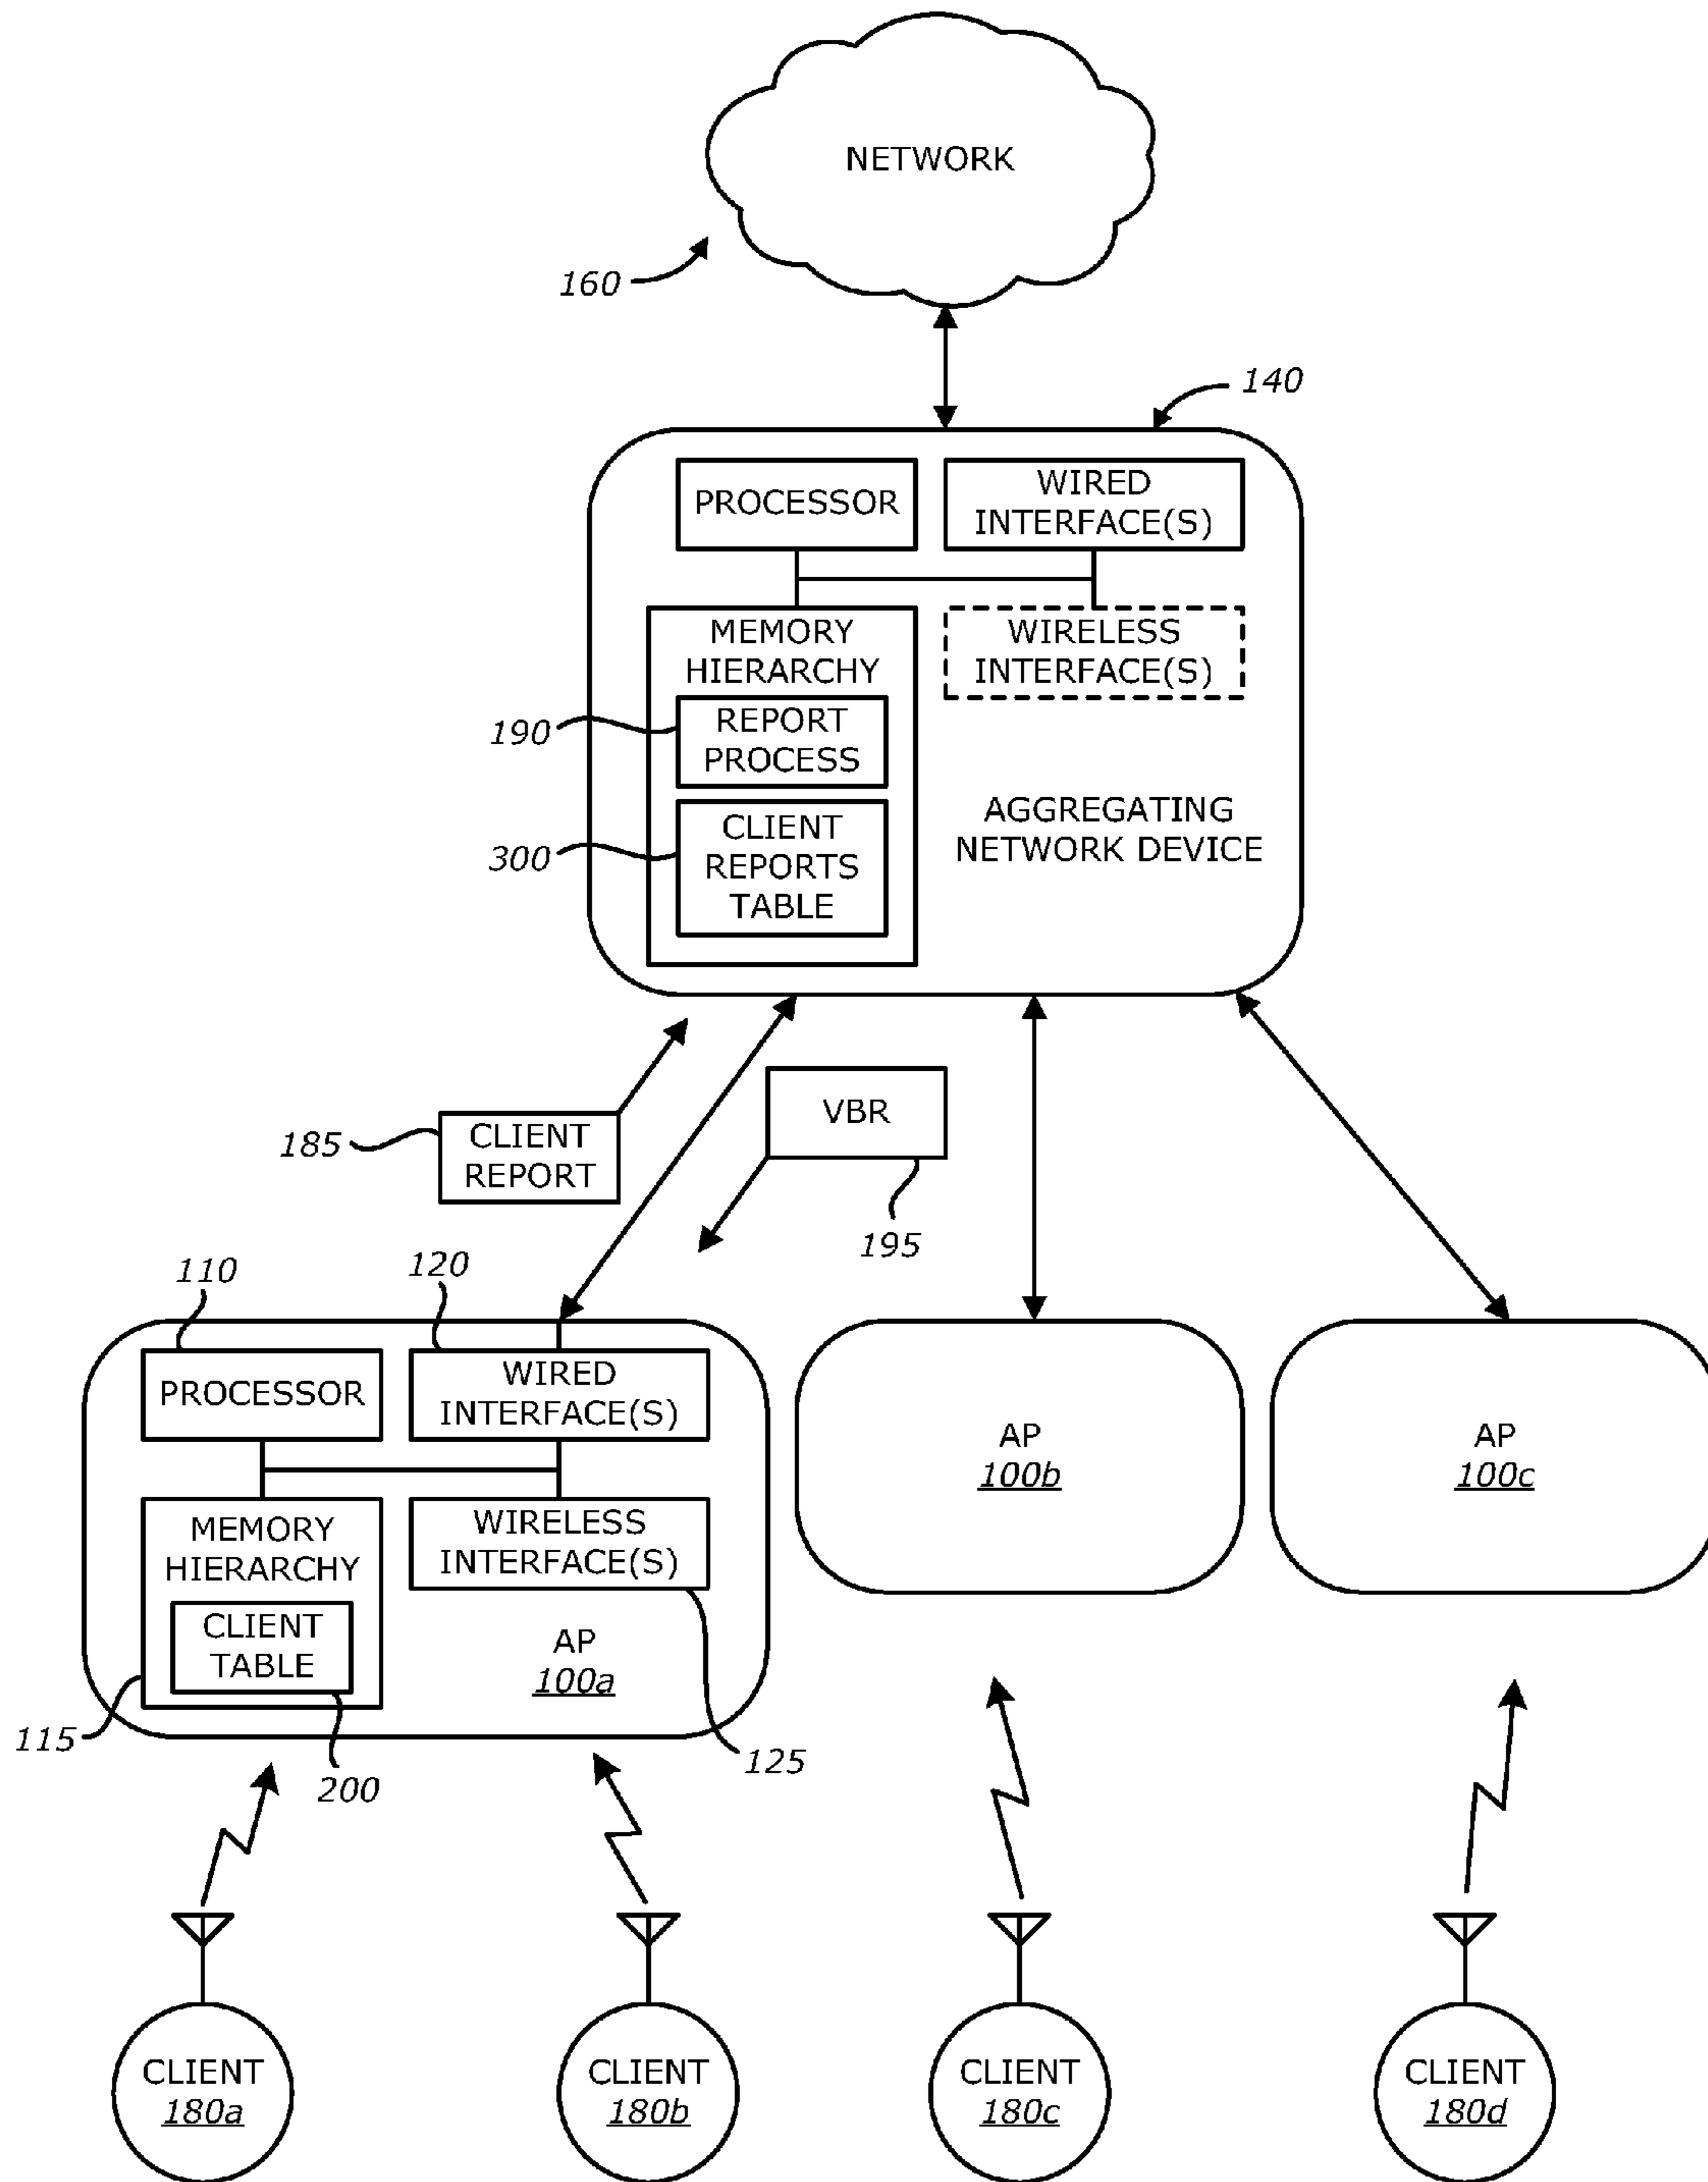 NETWORK
160
140
PROCESSOR
WIRED
INTERFACE(S)
MEMORY
HIERARCHY
WIRELESS
INTERFACE(S)
190
REPORT
PROCESS
300
CLIENT
REPORTS
TABLE
AGGREGATING
NETWORK DEVICE
VBR
195
185
CLIENT
REPORT
110
120
PROCESSOR
WIRED
INTERFACE(S)
MEMORY
HIERARCHY
WIRELESS
INTERFACE(S)
CLIENT
TABLE
AP
100a
115
200
125
AP
100b
AP
100c
CLIENT
180a
CLIENT
180b
CLIENT
180c
CLIENT
180d